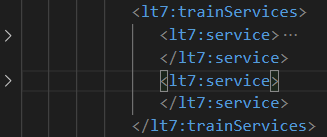 <lt7:trainServices>
<lt7:service>…
</lt7:service>
<lt7:service>
</lt7:service>
</lt7:trainServices>